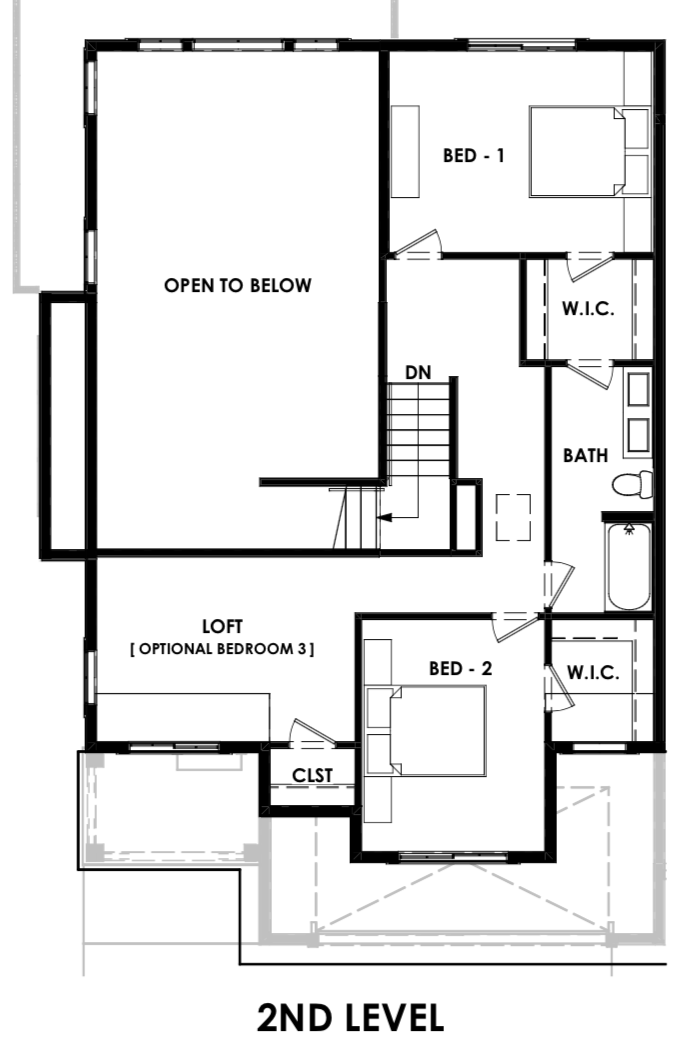 BED - 1
OPEN TO BELOW
W.I.C.
DN
BATH
LOFT
[ OPTIONAL BEDROOM 3 ]
BED - 2
W.I.C.
CLST
2ND LEVEL